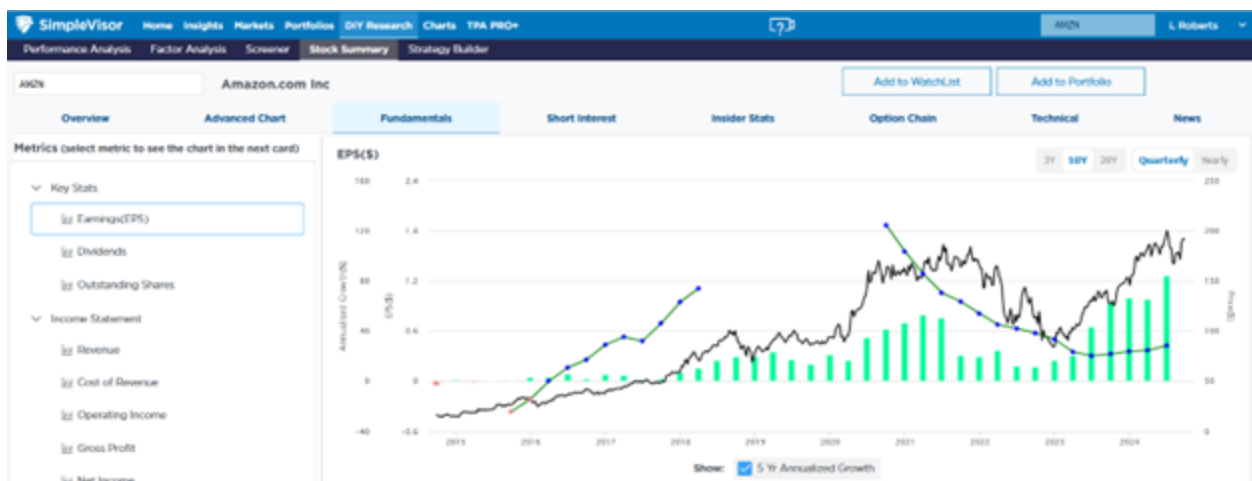 SimpleVisor Home Insights Markets Portfolios DIY Research Charts TPA PRO+ AMZN L Roberts
Performance Analysis Factor Analysis Screener Stock Summary Strategy Builder
AMZN Amazon.com Inc Add to WatchList Add to Portfolio
Overview Advanced Chart Fundamentals Short Interest Insider Stats Option Chain Technical News
Metrics (select metric to see the chart in the next card)
Key Stats
Earnings(EPS)
Dividends
Outstanding Shares
Income Statement
Revenue
Cost of Revenue
Operating Income
Gross Profit
Net Income
EPS($)
3Y 10Y 20Y Quarterly Yearly
160 2.4 250
120 1.8 200
80 1.2 150
40 0.6 100
0 0 50
-40 -0.6 0
Annualized Growth(%)
EPS($)
Price($)
2015 2016 2017 2018 2019 2020 2021 2022 2023 2024
Show: 5 Yr Annualized Growth